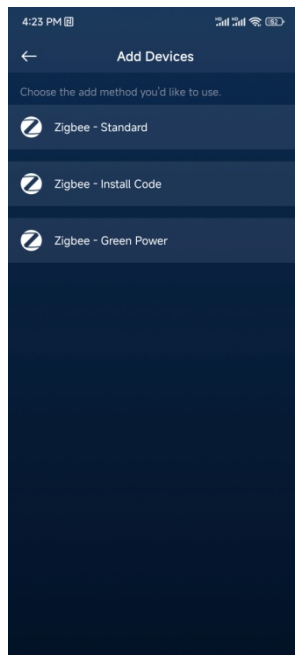 4:23 PM
52
Add Devices
Choose the add method you'd like to use.
Zigbee - Standard
Zigbee - Install Code
Zigbee - Green Power